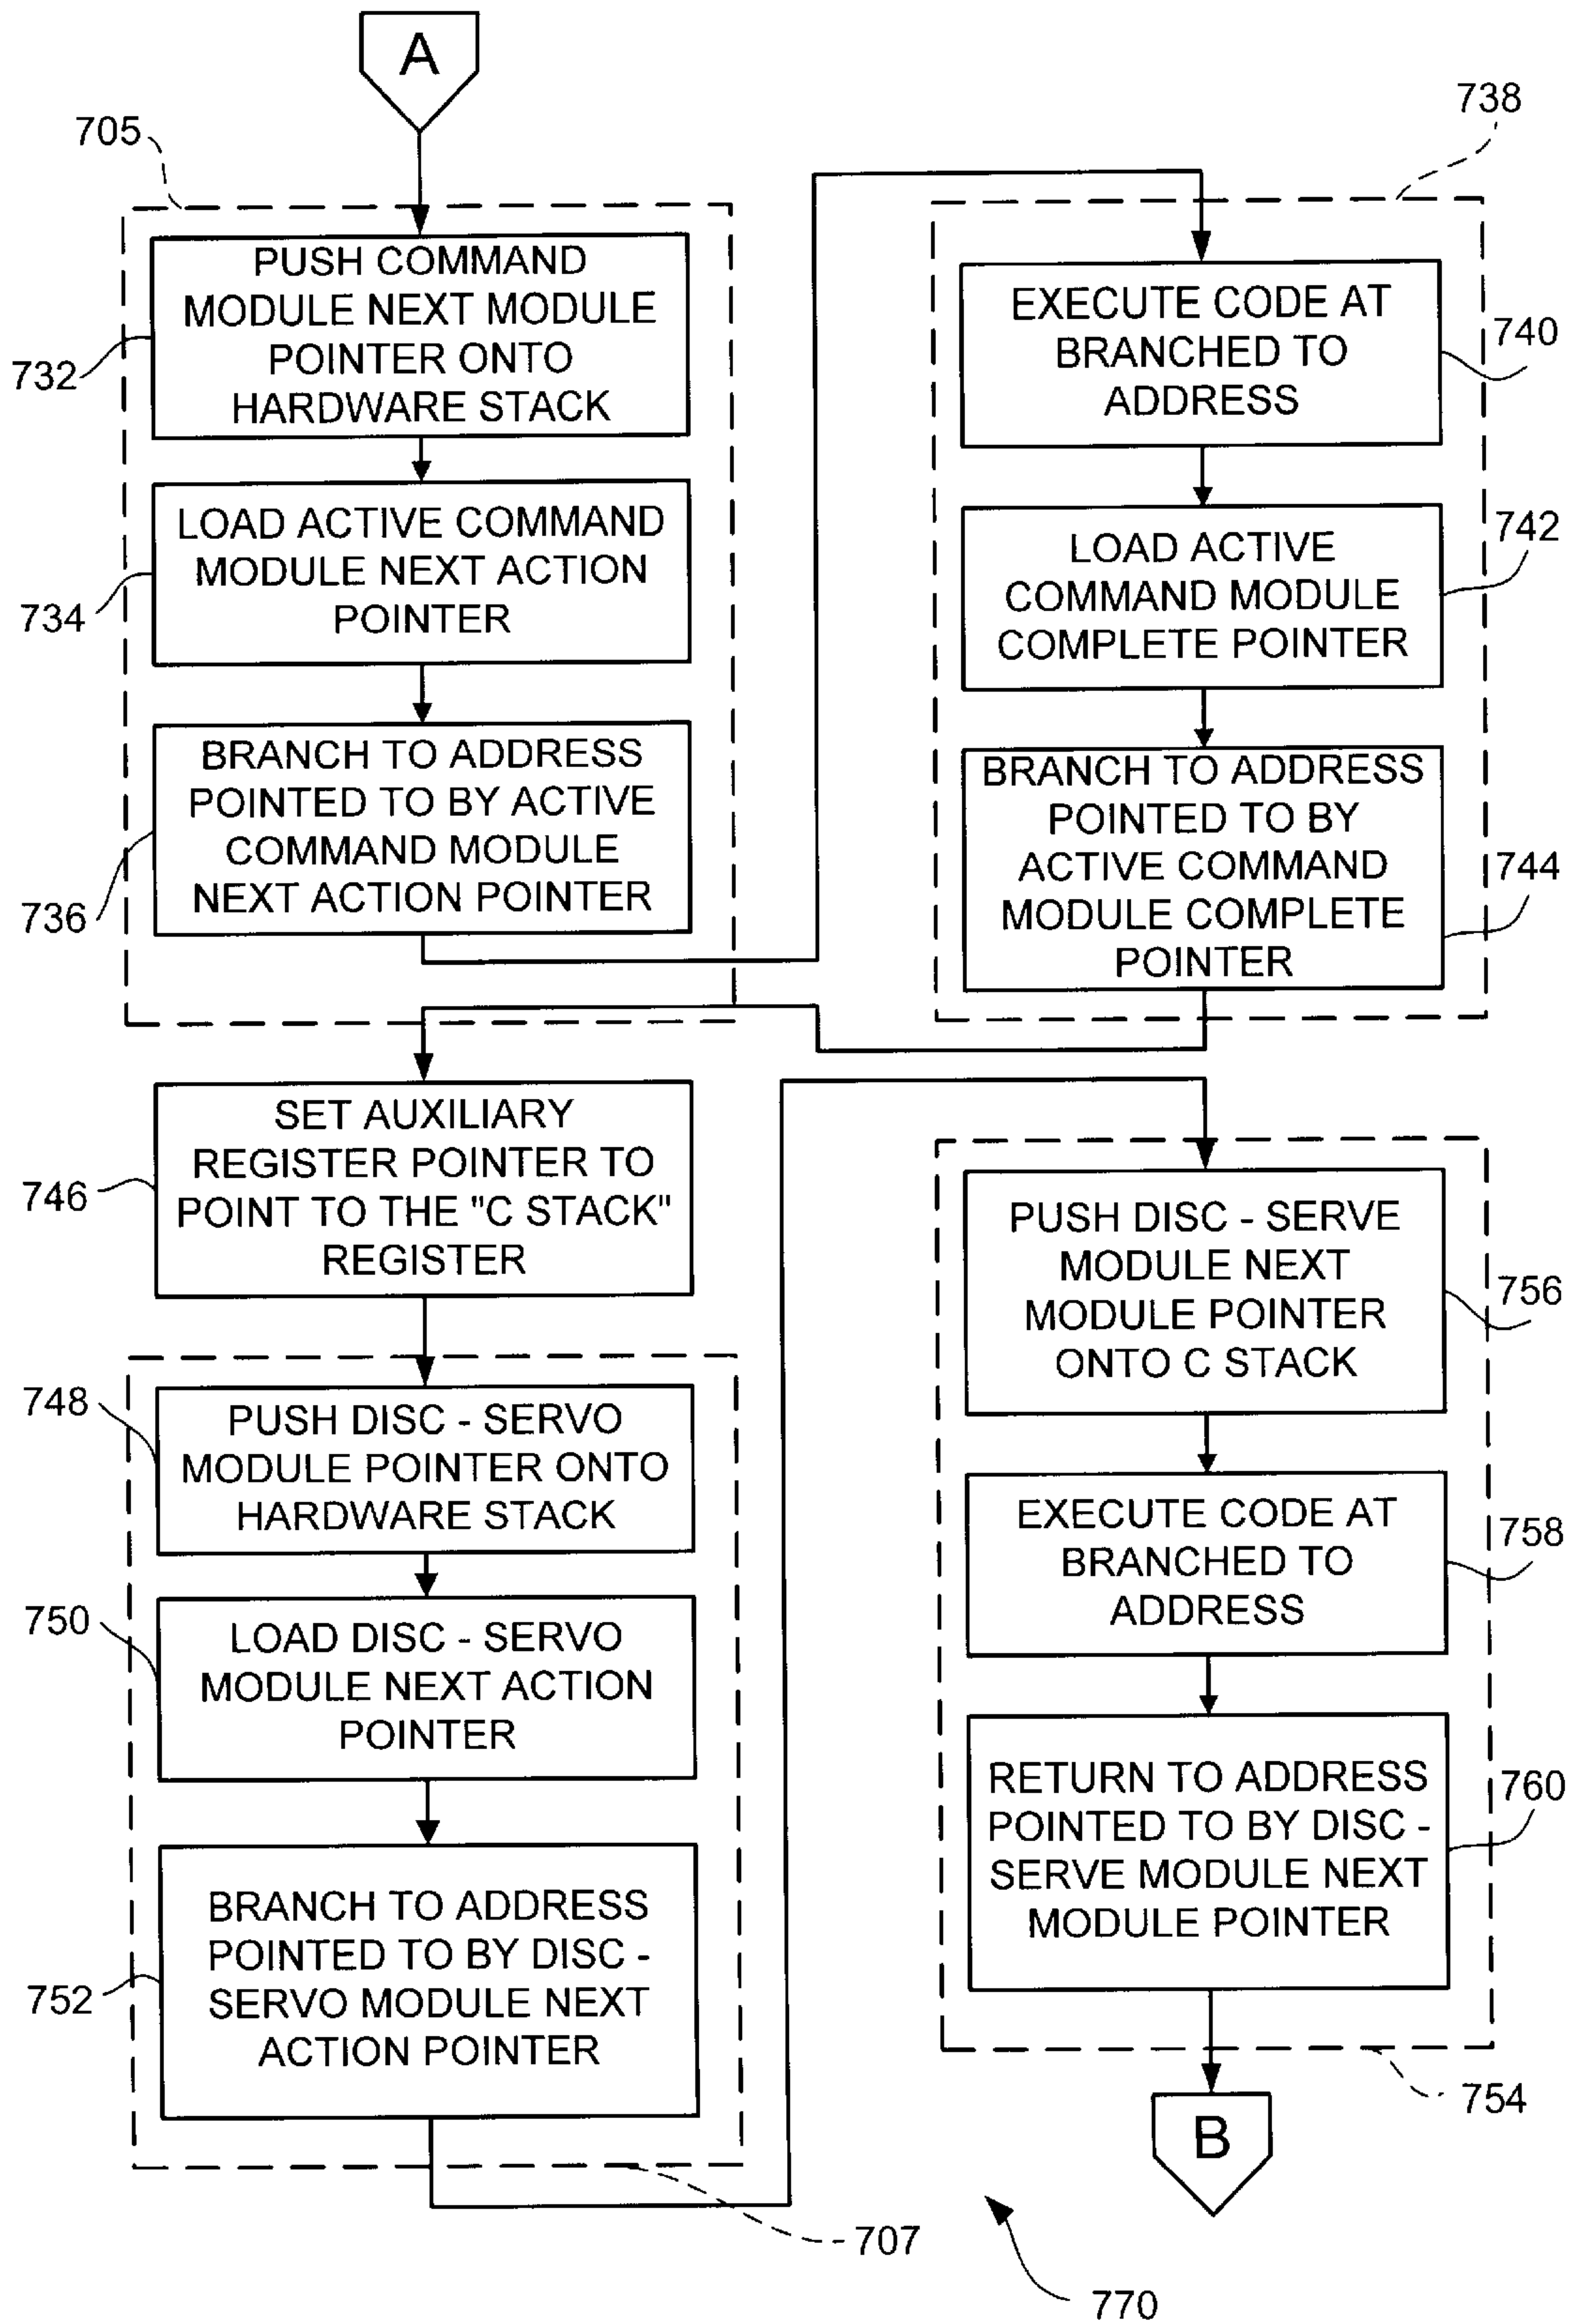 A
705
PUSH COMMAND
MODULE NEXT MODULE
POINTER ONTO
HARDWARE STACK
732
LOAD ACTIVE COMMAND
MODULE NEXT ACTION
POINTER
734
BRANCH TO ADDRESS
POINTED TO BY ACTIVE
COMMAND MODULE
NEXT ACTION POINTER
736
738
EXECUTE CODE AT
BRANCHED TO
ADDRESS
740
LOAD ACTIVE
COMMAND MODULE
COMPLETE POINTER
742
BRANCH TO ADDRESS
POINTED TO BY
ACTIVE COMMAND
MODULE COMPLETE
POINTER
744
SET AUXILIARY
REGISTER POINTER TO
POINT TO THE "C STACK"
REGISTER
746
748
PUSH DISC - SERVO
MODULE POINTER ONTO
HARDWARE STACK
750
LOAD DISC - SERVO
MODULE NEXT ACTION
POINTER
BRANCH TO ADDRESS
POINTED TO BY DISC -
SERVO MODULE NEXT
ACTION POINTER
752
707
PUSH DISC - SERVE
MODULE NEXT
MODULE POINTER
ONTO C STACK
756
EXECUTE CODE AT
BRANCHED TO
ADDRESS
758
RETURN TO ADDRESS
POINTED TO BY DISC -
SERVE MODULE NEXT
MODULE POINTER
760
754
B
770